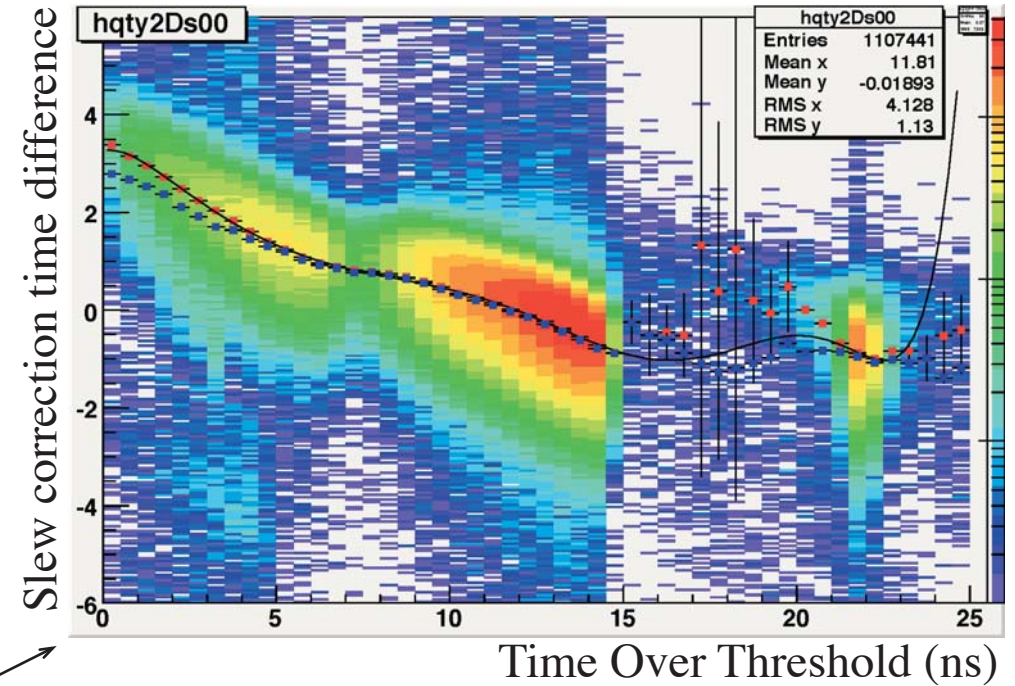 hqty2Ds00
hqty2Ds00
Entries 1107441
Mean x 11.81
Mean y -0.01893
RMS x 4.128
RMS y 1.13
Slew correction time difference
4
2
0
-2
-4
-6
0 5 10 15 20 25
Time Over Threshold (ns)